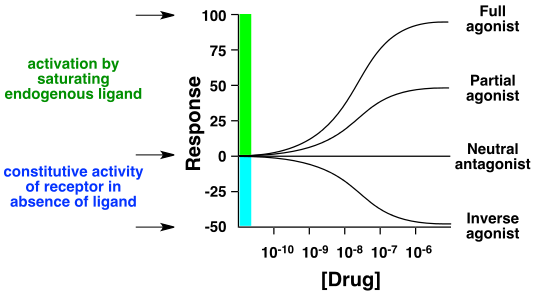 activation by
saturating
endogenous ligand
constitutive activity
of receptor in
absence of ligand
Response
100
75
50
25
0
-25
-50
10-10
10-9
10-8
10-7
10-6
[Drug]
Full
agonist
Partial
agonist
Neutral
antagonist
Inverse
agonist